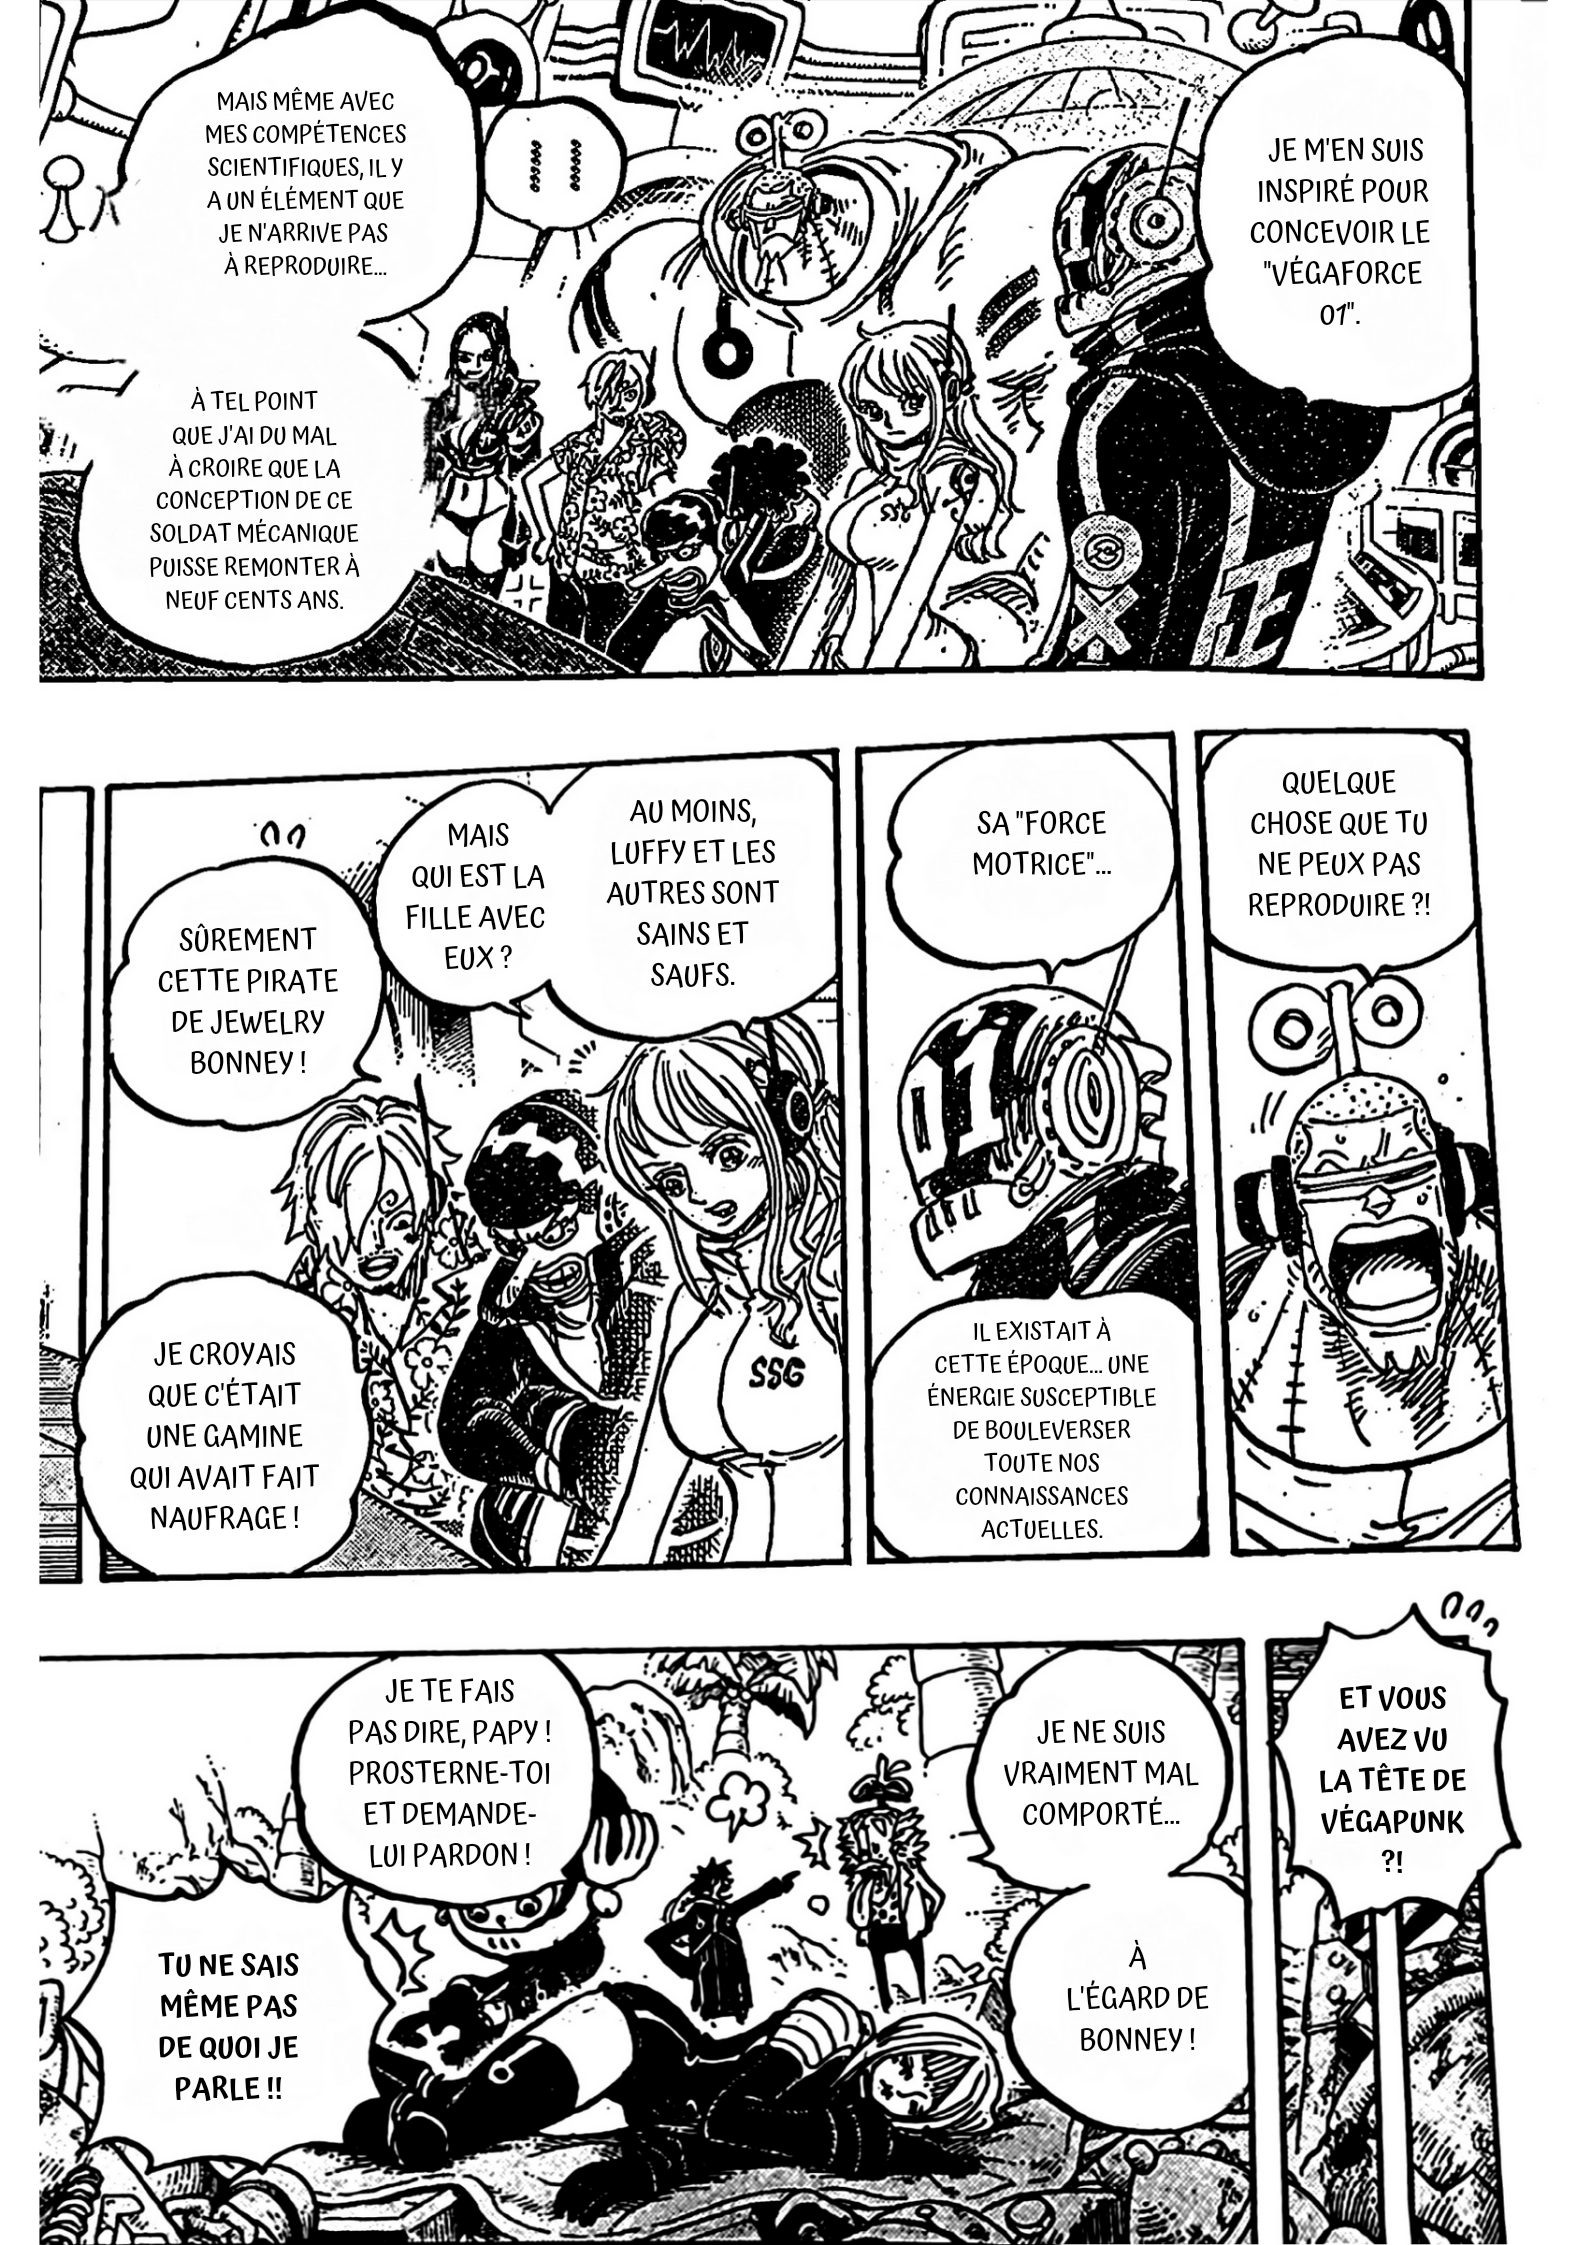 JE M'EN SUIS
INSPIRÉ POUR
CONCEVOIR LE
"VÉGAFORCE
01".
MAIS MÊME AVEC
MES COMPÉTENCES
SCIENTIFIQUES, IL Y
A UN ÉLÉMENT QUE
JE N'ARRIVE PAS
À REPRODUIRE...
À TEL POINT
QUE J'AI DU MAL
À CROIRE QUE LA
CONCEPTION DE CE
SOLDAT MÉCANIQUE
PUISSE REMONTER À
NEUF CENTS ANS.
SSG
QUELQUE
CHOSE QUE TU
NE PEUX PAS
REPRODUIRE ?!
SA "FORCE
MOTRICE"...
IL EXISTAIT À
CETTE ÉPOQUE... UNE
ÉNERGIE SUSCEPTIBLE
DE BOULEVERSER
TOUTE NOS
CONNAISSANCES
ACTUELLES.
AU MOINS,
LUFFY ET LES
AUTRES SONT
SAINS ET
SAUFS.
MAIS
QUI EST LA
FILLE AVEC
EUX ?
SÛREMENT
CETTE PIRATE
DE JEWELRY
BONNEY !
JE CROYAIS
QUE C'ÉTAIT
UNE GAMINE
QUI AVAIT FAIT
NAUFRAGE !
SSG
ET VOUS
AVEZ VU
LA TÊTE DE
VÉGAPUNK
?!
JE NE SUIS
VRAIMENT MAL
COMPORTÉ...
À
L'ÉGARD DE
BONNEY !
JE TE FAIS
PAS DIRE, PAPY !
PROSTERNE-TOI
ET DEMANDE-
LUI PARDON !
TU NE SAIS
MÊME PAS
DE QUOI JE
PARLE !!